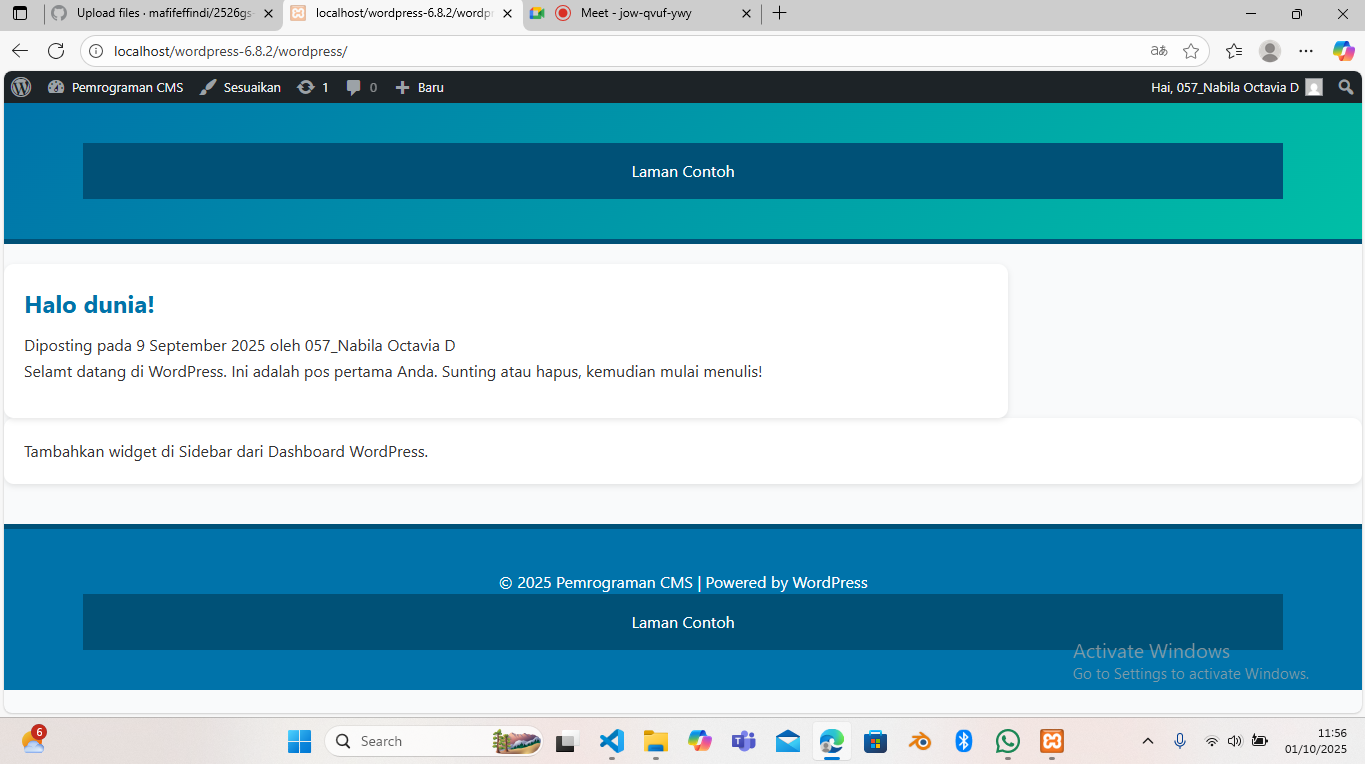 Upload files · mafifeffindi/2526gs-
localhost/wordpress-6.8.2/wordpr
Meet - jow-qvuf-ywy
localhost/wordpress-6.8.2/wordpress/
Pemrograman CMS
Sesuaikan
1
0
Baru
Hai, 057_Nabila Octavia D
Laman Contoh
Halo dunia!
Diposting pada 9 September 2025 oleh 057_Nabila Octavia D
Selamt datang di WordPress. Ini adalah pos pertama Anda. Sunting atau hapus, kemudian mulai menulis!
Tambahkan widget di Sidebar dari Dashboard WordPress.
© 2025 Pemrograman CMS | Powered by WordPress
Laman Contoh
Activate Windows
Go to Settings to activate Windows.
6
Search
11:56
01/10/2025